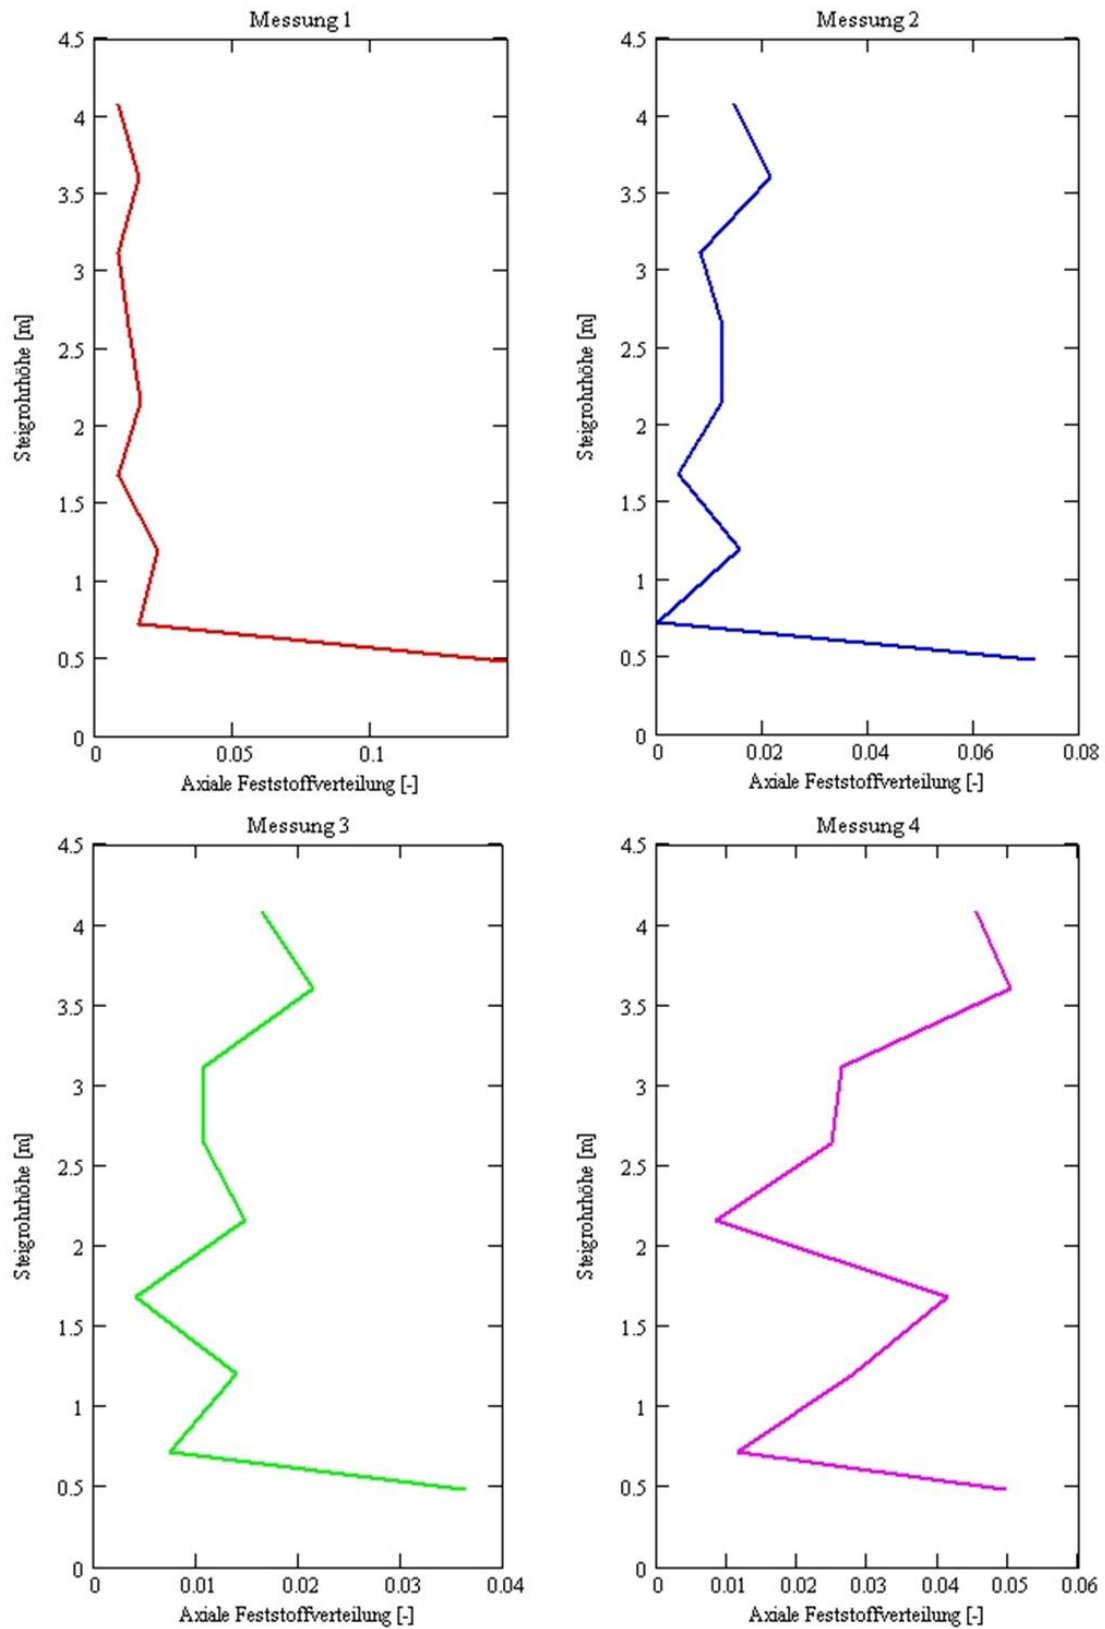 Messung 1
4.5
4
3.5
3
2.5
2
1.5
1
0.5
0
Steigrohrhöhe [m]
0 0.05 0.1
Axiale Feststoffverteilung [-]
Messung 2
4.5
4
3.5
3
2.5
2
1.5
1
0.5
0
Steigrohrhöhe [m]
0 0.02 0.04 0.06 0.08
Axiale Feststoffverteilung [-]
Messung 3
4.5
4
3.5
3
2.5
2
1.5
1
0.5
0
Steigrohrhöhe [m]
0 0.01 0.02 0.03 0.04
Axiale Feststoffverteilung [-]
Messung 4
4.5
4
3.5
3
2.5
2
1.5
1
0.5
0
Steigrohrhöhe [m]
0 0.01 0.02 0.03 0.04 0.05 0.06
Axiale Feststoffverteilung [-]